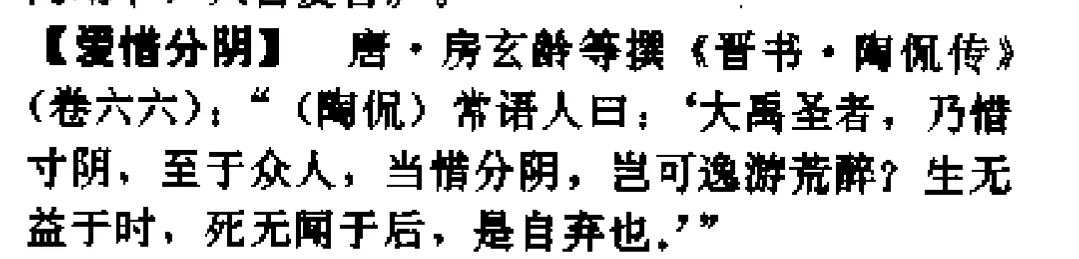 【爱惜分阴】 唐·房玄龄等撰《晋书·陶侃传》
(卷六六):“(陶侃)常语人曰:‘大禹圣者,乃惜
寸阴,至于众人,当惜分阴,岂可逸游荒醉?生无
益于时,死无闻于后,是自弃也.’”